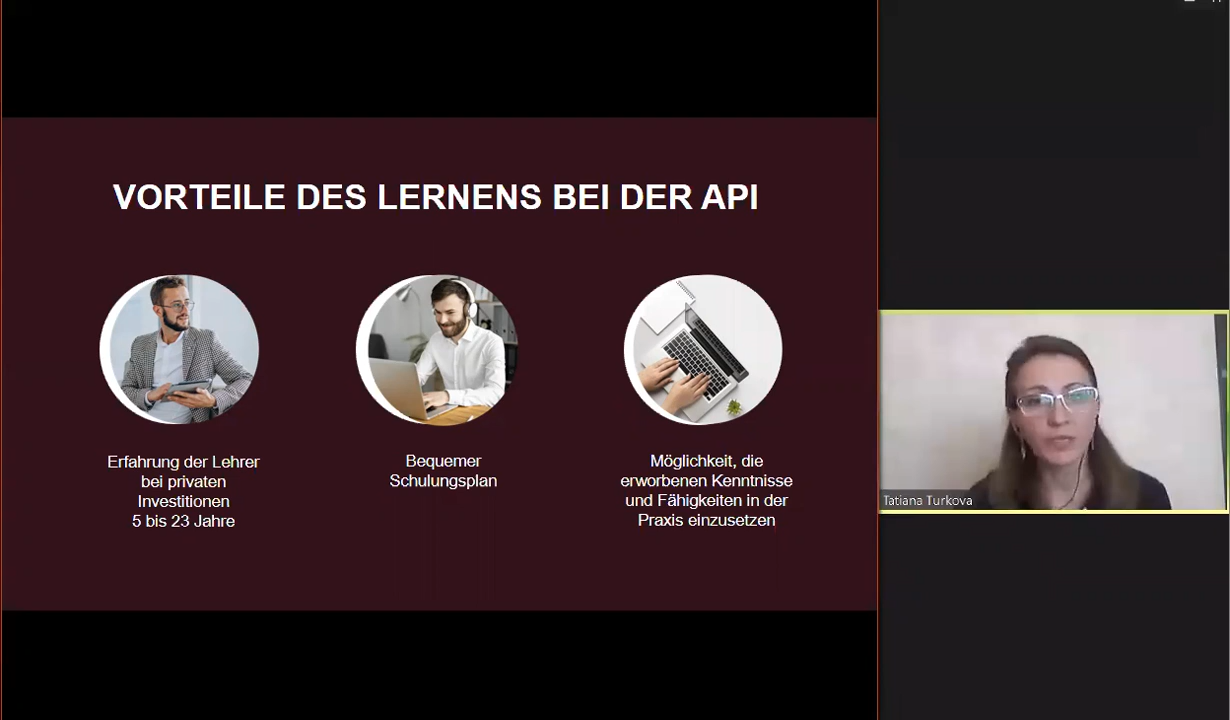 VORTEILE DES LERNENS BEI DER API
Erfahrung der Lehrer
bei privaten
Investitionen
5 bis 23 Jahre
Bequemer
Schulungsplan
Möglichkeit, die
erworbenen Kenntnisse
und Fähigkeiten in der
Praxis einzusetzen
Tatiana Turkova